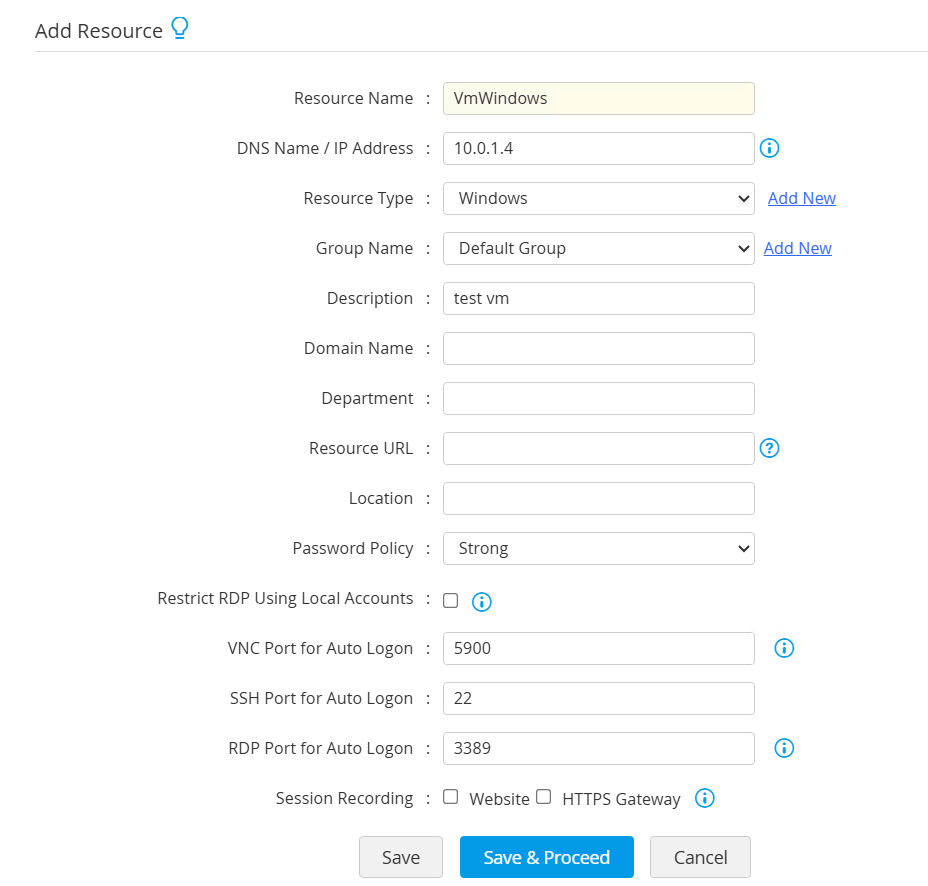 Add Resource
Resource Name : VmWindows
DNS Name / IP Address : 10.0.1.4
Resource Type : Windows Add New
Group Name : Default Group Add New
Description : test vm
Domain Name :
Department :
Resource URL :
Location :
Password Policy : Strong
Restrict RDP Using Local Accounts :
VNC Port for Auto Logon : 5900
SSH Port for Auto Logon : 22
RDP Port for Auto Logon : 3389
Session Recording : Website HTTPS Gateway
Save Save & Proceed Cancel